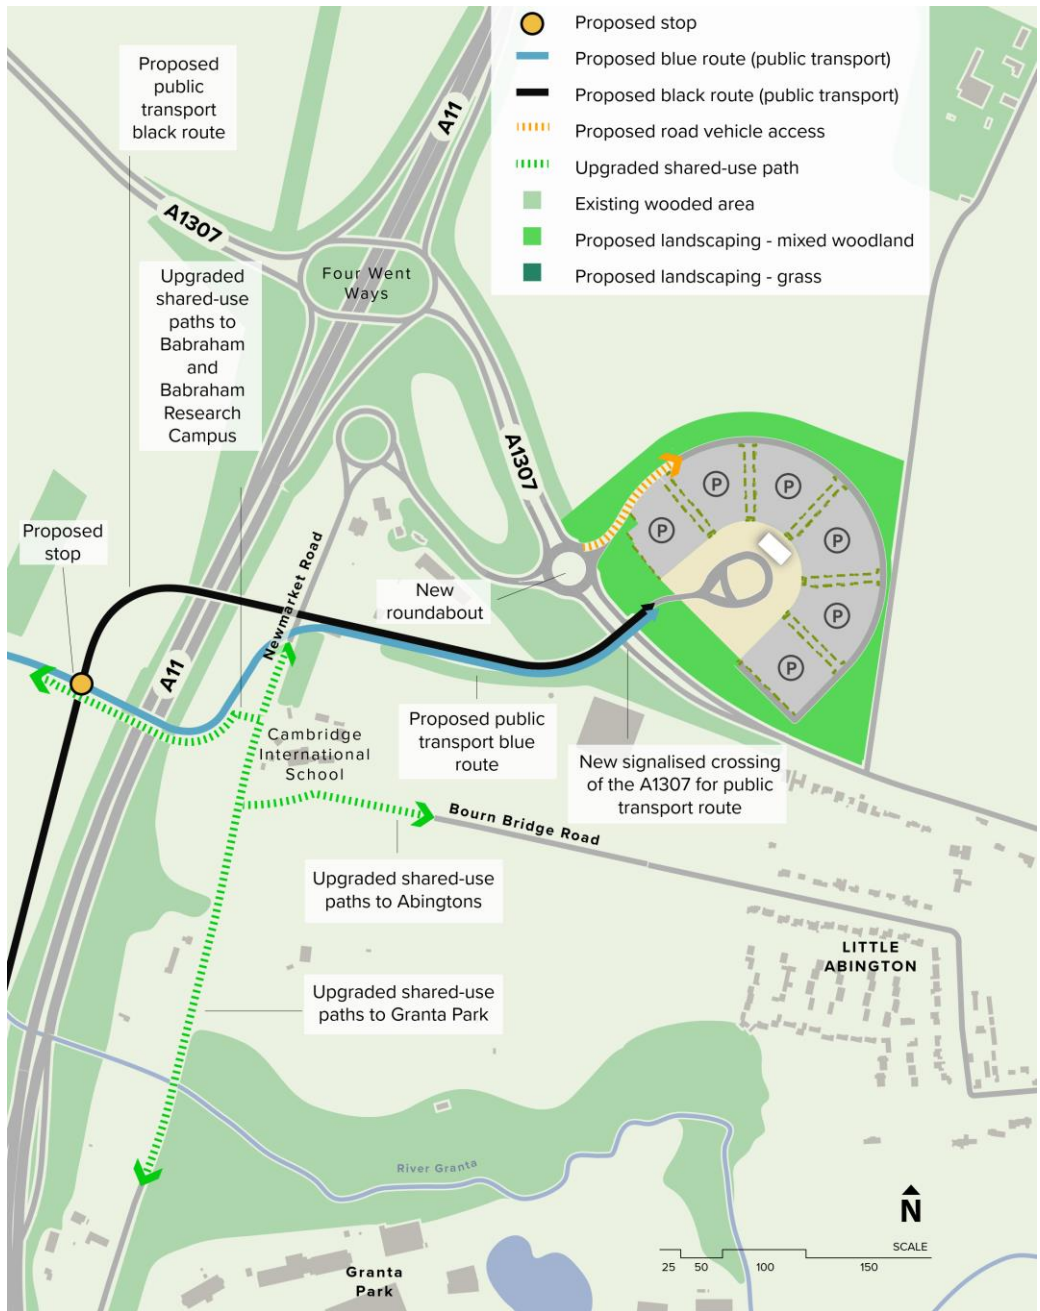 Proposed stop
Proposed blue route (public transport)
Proposed black route (public transport)
Proposed road vehicle access
Upgraded shared-use path
Existing wooded area
Proposed landscaping - mixed woodland
Proposed landscaping - grass
Proposed
public
transport
black route
A11
A1307
Four Went
Ways
Upgraded
shared-use
paths to
Babraham
and
Babraham
Research
Campus
A1307
P
P
P
P
P
P
Proposed
stop
Newmarket Road
New
roundabout
A11
Cambridge
International
School
Proposed public
transport blue
route
New signalised crossing
of the A1307 for public
transport route
Bourn Bridge Road
Upgraded shared-use
paths to Abingtons
LITTLE
ABINGTON
Upgraded shared-use
paths to Granta Park
River Granta
N
SCALE
25 50 100 150
Granta
Park